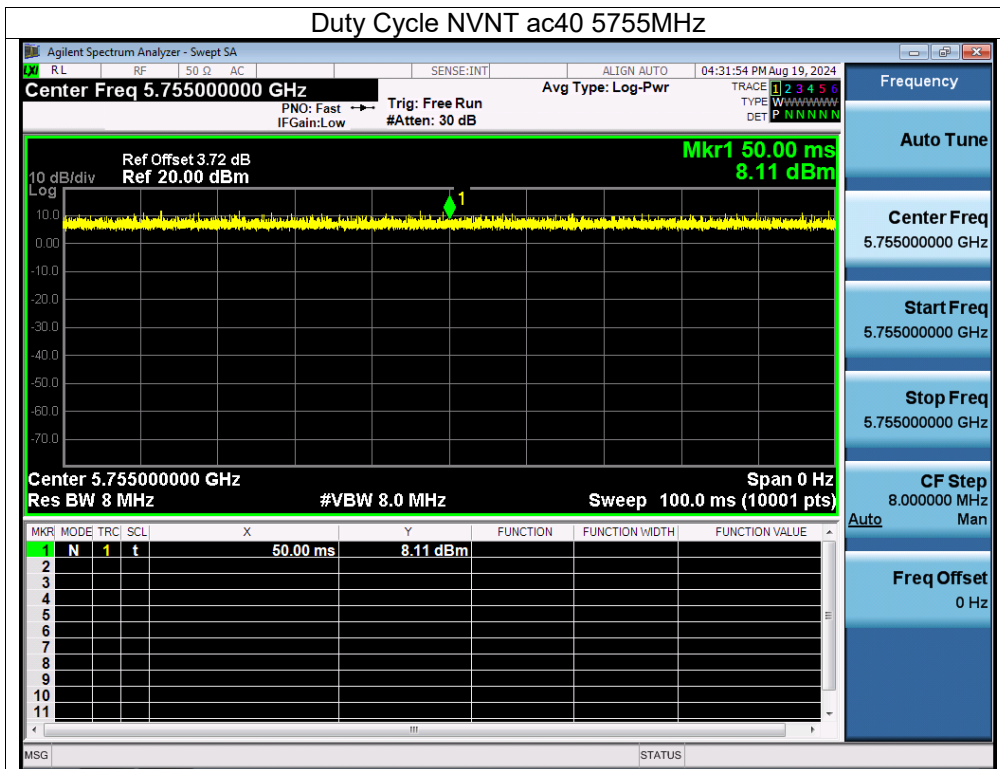 Duty Cycle NVNT ac40 5755MHz
Agilent Spectrum Analyzer - Swept SA
LXI RL RF 50 Ω AC SENSE:INT ALIGN AUTO 04:31:54 PM Aug 19, 2024
Center Freq 5.755000000 GHz
PNO: Fast
IFGain:Low
Trig: Free Run
#Atten: 30 dB
Avg Type: Log-Pwr
TRACE 1 2 3 4 5 6
TYPE WWWWWW
DET P N N N N N
Frequency
Mkr1 50.00 ms
8.11 dBm
Ref Offset 3.72 dB
10 dB/div Ref 20.00 dBm
Log
1
10.0
0.00
-10.0
-20.0
-30.0
-40.0
-50.0
-60.0
-70.0
Center 5.755000000 GHz Span 0 Hz
Res BW 8 MHz #VBW 8.0 MHz Sweep 100.0 ms (10001 pts)
MKR MODE TRC SCL X Y FUNCTION FUNCTION WIDTH FUNCTION VALUE
1 N 1 t 50.00 ms 8.11 dBm
2
3
4
5
6
7
8
9
10
11
MSG STATUS
Auto Tune
Center Freq
5.755000000 GHz
Start Freq
5.755000000 GHz
Stop Freq
5.755000000 GHz
CF Step
8.000000 MHz
Auto Man
Freq Offset
0 Hz